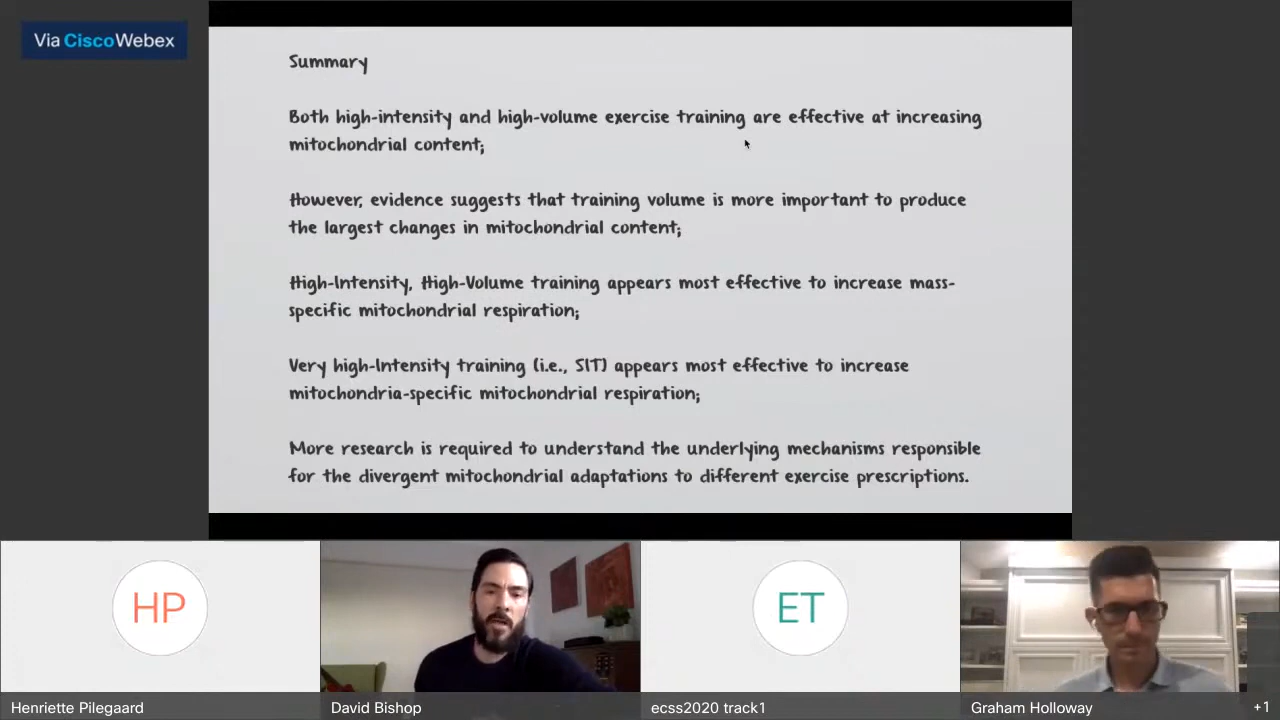 Via Cisco Webex
Summary
Both high-intensity and high-volume exercise training are effective at increasing
mitochondrial content;
However, evidence suggests that training volume is more important to produce
the largest changes in mitochondrial content;
High-Intensity, High-Volume training appears most effective to increase mass-
specific mitochondrial respiration;
Very high-Intensity training (i.e., SIT) appears most effective to increase
mitochondria-specific mitochondrial respiration;
More research is required to understand the underlying mechanisms responsible
for the divergent mitochondrial adaptations to different exercise prescriptions.
HP
ET
Henriette Pilegaard
David Bishop
ecss2020 track1
Graham Holloway
+1